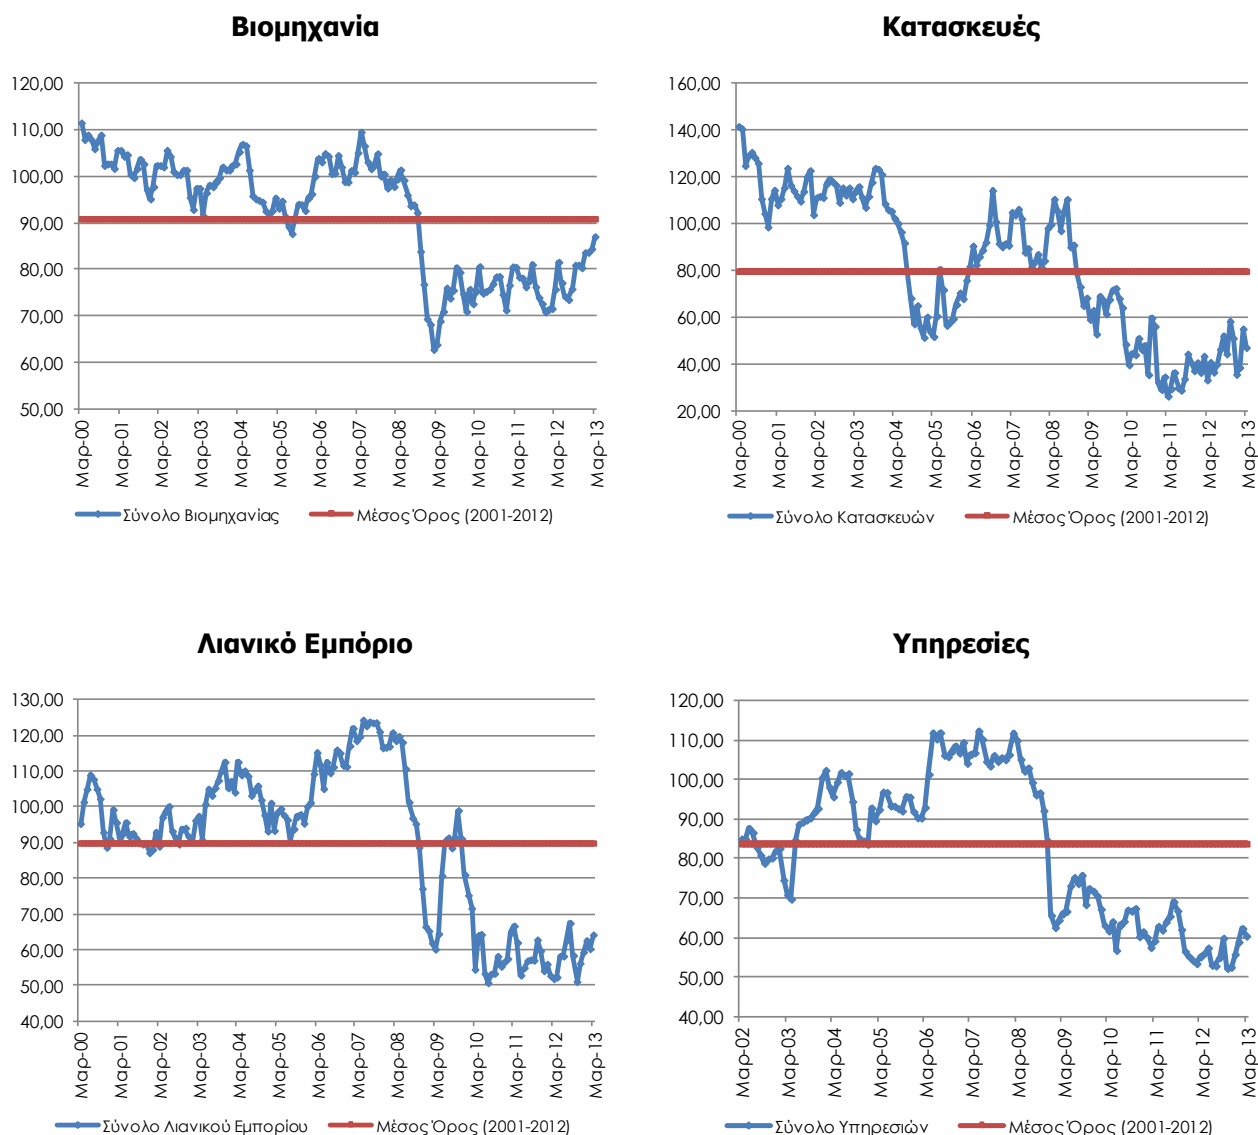 Βιομηχανία
120,00
110,00
100,00
90,00
80,00
70,00
60,00
50,00
Μαρ-00
Μαρ-01
Μαρ-02
Μαρ-03
Μαρ-04
Μαρ-05
Μαρ-06
Μαρ-07
Μαρ-08
Μαρ-09
Μαρ-10
Μαρ-11
Μαρ-12
Μαρ-13
Σύνολο Βιομηχανίας
Μέσος Όρος (2001-2012)
Κατασκευές
160,00
140,00
120,00
100,00
80,00
60,00
40,00
20,00
Μαρ-00
Μαρ-01
Μαρ-02
Μαρ-03
Μαρ-04
Μαρ-05
Μαρ-06
Μαρ-07
Μαρ-08
Μαρ-09
Μαρ-10
Μαρ-11
Μαρ-12
Μαρ-13
Σύνολο Κατασκευών
Μέσος Όρος (2001-2012)
Λιανικό Εμπόριο
130,00
120,00
110,00
100,00
90,00
80,00
70,00
60,00
50,00
40,00
Μαρ-00
Μαρ-01
Μαρ-02
Μαρ-03
Μαρ-04
Μαρ-05
Μαρ-06
Μαρ-07
Μαρ-08
Μαρ-09
Μαρ-10
Μαρ-11
Μαρ-12
Μαρ-13
Σύνολο Λιανικού Εμπορίου
Μέσος Όρος (2001-2012)
Υπηρεσίες
120,00
110,00
100,00
90,00
80,00
70,00
60,00
50,00
40,00
Μαρ-02
Μαρ-03
Μαρ-04
Μαρ-05
Μαρ-06
Μαρ-07
Μαρ-08
Μαρ-09
Μαρ-10
Μαρ-11
Μαρ-12
Μαρ-13
Σύνολο Υπηρεσιών
Μέσος Όρος (2001-2012)